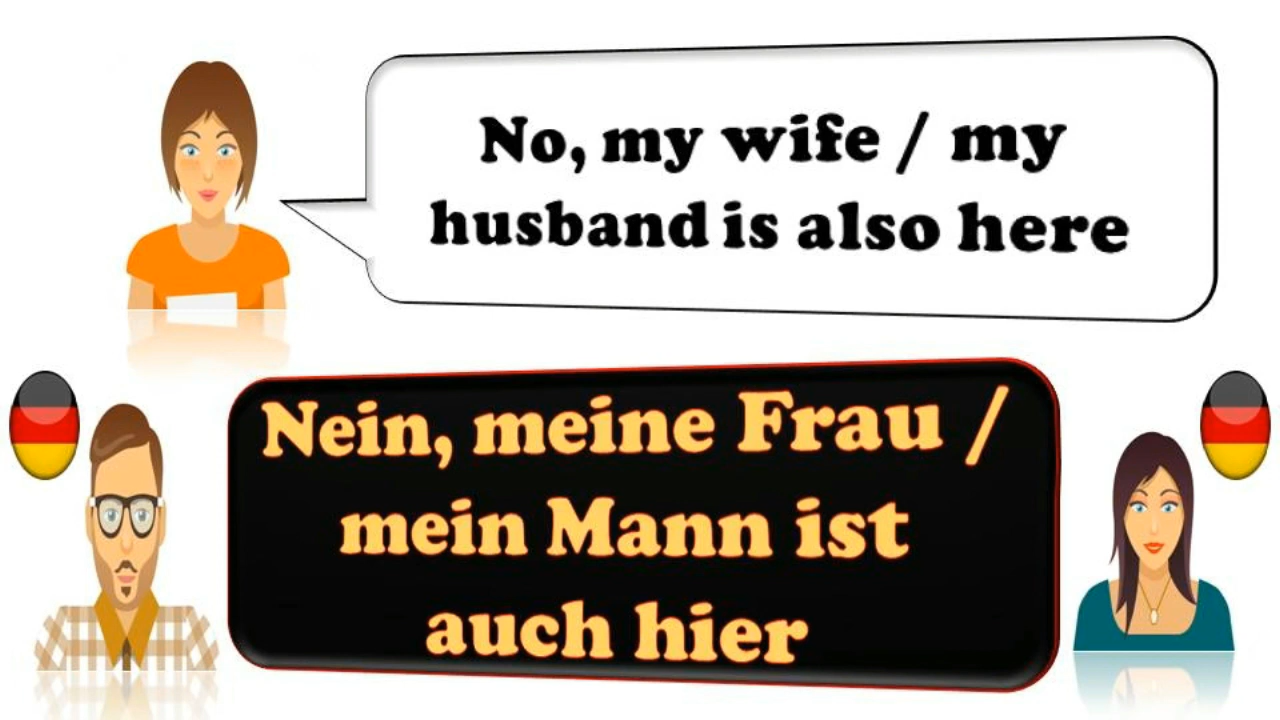 No, my wife / my
husband is also here
Nein, meine Frau /
mein Mann ist
auch hier